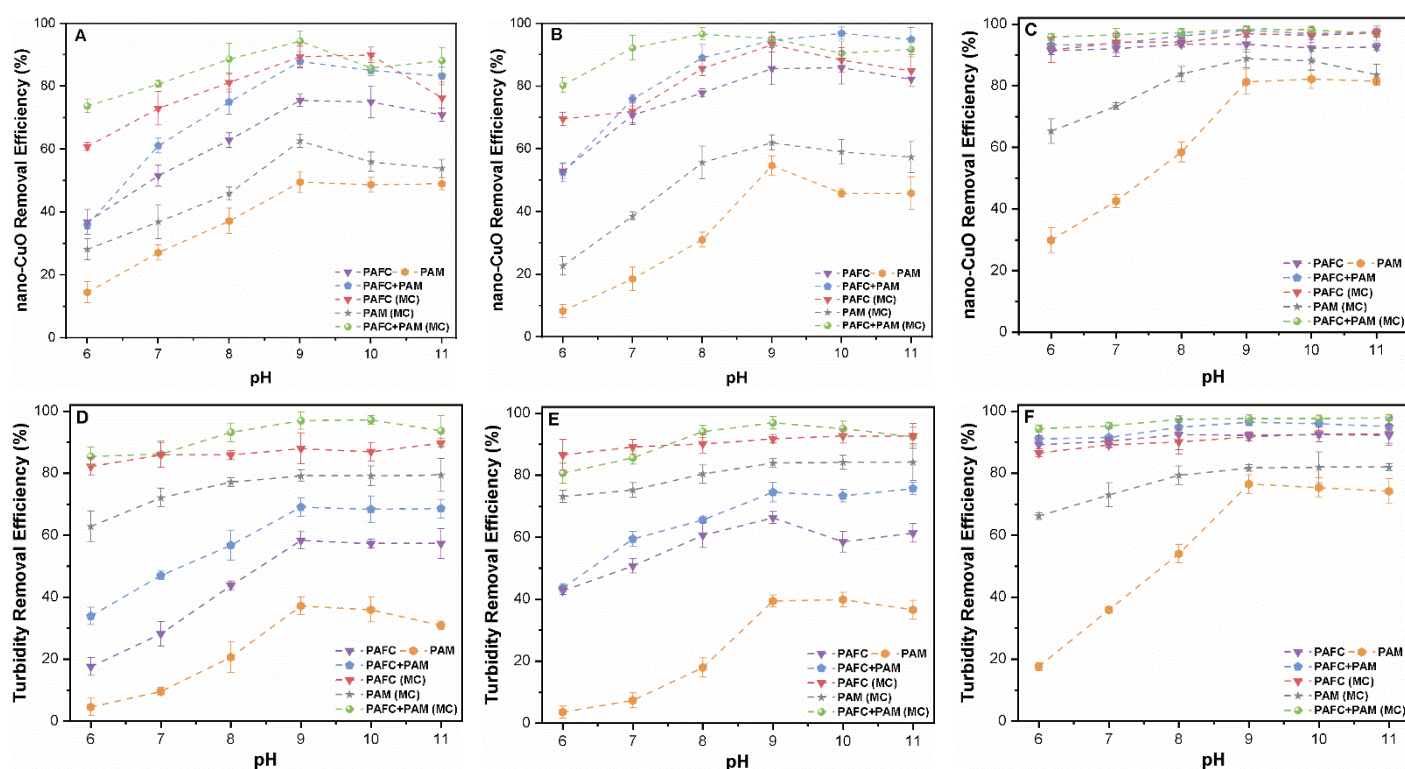 A
nano-CuO Removal Efficiency (%)
100
80
60
40
20
0
6 7 8 9 10 11
pH
PAFC PAM
PAFC+PAM
PAFC (MC)
PAM (MC)
PAFC+PAM (MC)
B
nano-CuO Removal Efficiency (%)
100
80
60
40
20
0
6 7 8 9 10 11
pH
PAFC PAM
PAFC+PAM
PAFC (MC)
PAM (MC)
PAFC+PAM (MC)
C
nano-CuO Removal Efficiency (%)
100
80
60
40
20
0
6 7 8 9 10 11
pH
PAFC PAM
PAFC+PAM
PAFC (MC)
PAM (MC)
PAFC+PAM (MC)
D
Turbidity Removal Efficiency (%)
100
80
60
40
20
0
6 7 8 9 10 11
pH
PAFC PAM
PAFC+PAM
PAFC (MC)
PAM (MC)
PAFC+PAM (MC)
E
Turbidity Removal Efficiency (%)
100
80
60
40
20
0
6 7 8 9 10 11
pH
PAFC PAM
PAFC+PAM
PAFC (MC)
PAM (MC)
PAFC+PAM (MC)
F
Turbidity Removal Efficiency (%)
100
80
60
40
20
0
6 7 8 9 10 11
pH
PAFC PAM
PAFC+PAM
PAFC (MC)
PAM (MC)
PAFC+PAM (MC)